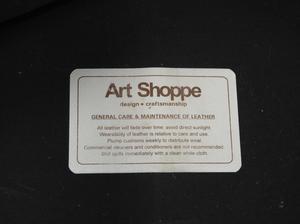 Art Shoppe
design • craftsmanship
GENERAL CARE & MAINTENANCE OF LEATHER
All leather will fade over time; avoid direct sunlight.
Wearability of leather is relative to care and use.
Plump cushions weekly to distribute wear.
Commercial cleaners and conditioners are not recommended.
Blot spills immediately with a clean white cloth.